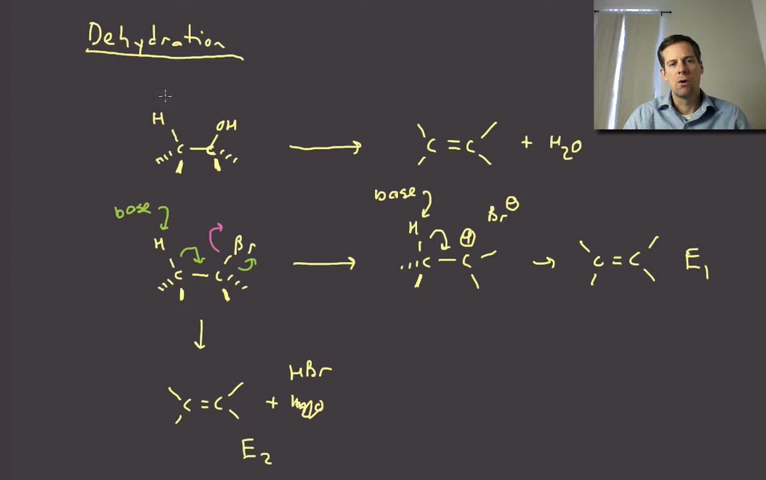 Dehydration
H OH
C – C → C = C + H2O
base base
H Br H ⊕ Br⊖
C – C → C – C → C = C E1
↓
HBr
C = C +
E2